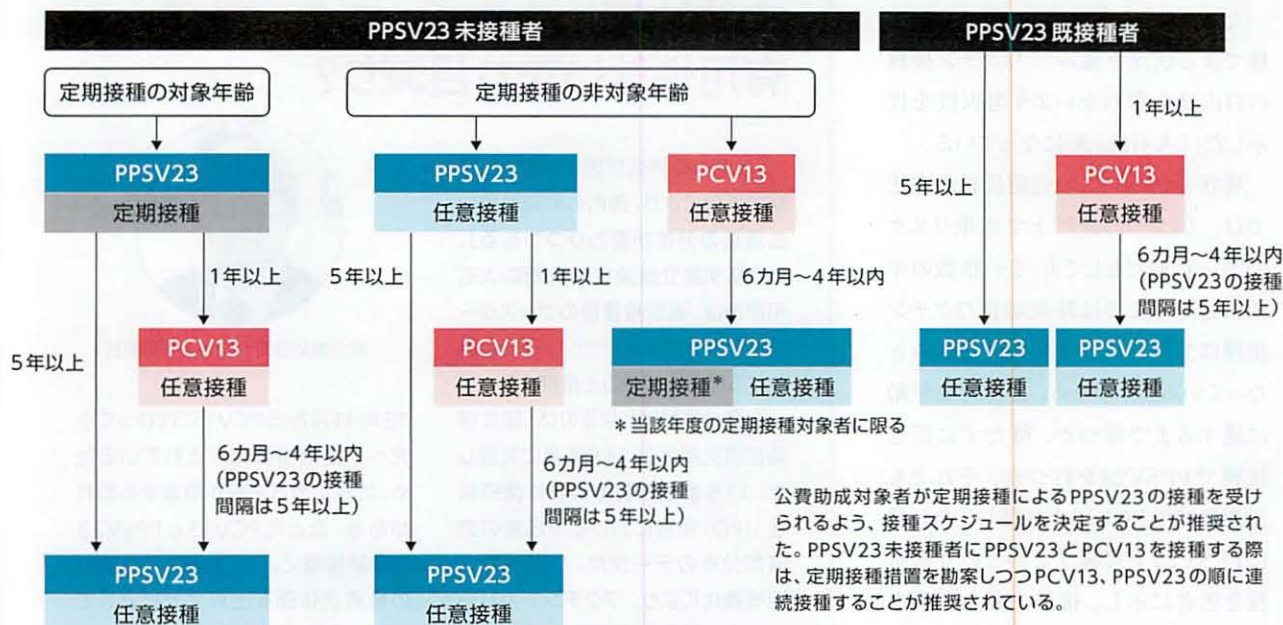 PPSV23 未接種者
PPSV23 既接種者
定期接種の対象年齢
定期接種の非対象年齢
1年以上
PPSV23
定期接種
PPSV23
任意接種
PCV13
任意接種
5年以上
PCV13
任意接種
1年以上
5年以上
1年以上
6カ月〜4年以内
6カ月〜4年以内
(PPSV23の接種
間隔は5年以上)
5年以上
PCV13
任意接種
PCV13
任意接種
PPSV23
定期接種*
任意接種
PPSV23
任意接種
PPSV23
任意接種
*当該年度の定期接種対象者に限る
6カ月〜4年以内
(PPSV23の接種
間隔は5年以上)
6カ月〜4年以内
(PPSV23の接種
間隔は5年以上)
PPSV23
任意接種
PPSV23
任意接種
公費助成対象者が定期接種によるPPSV23の接種を受け
られるよう、接種スケジュールを決定することが推奨され
た。PPSV23未接種者にPPSV23とPCV13を接種する際
は、定期接種措置を勘案しつつPCV13、PPSV23の順に連
続接種することが推奨されている。